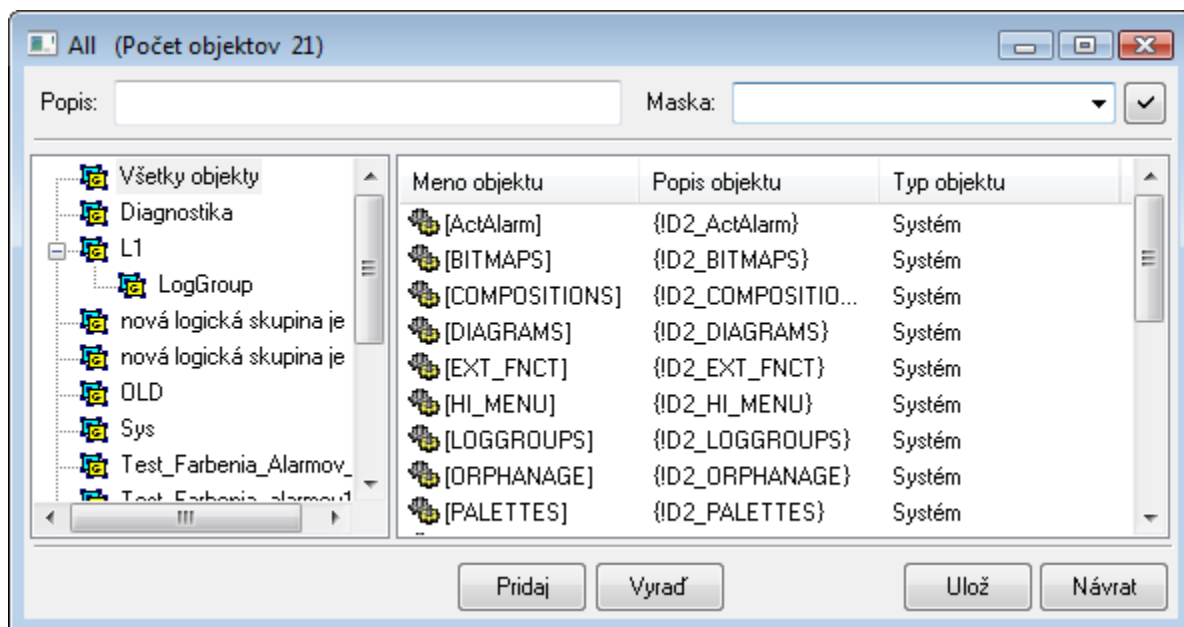 All (Počet objektov 21)
Popis: Maska:
Všetky objekty
Diagnostika
L1
LogGroup
nová logická skupina je
nová logická skupina je
OLD
Sys
Test_Farbenia_Alarmov_
Test_Farbenia_alarmov1
Meno objektu Popis objektu Typ objektu
[ActAlarm] {!ID2_ActAlarm} Systém
[BITMAPS] {!ID2_BITMAPS} Systém
[COMPOSITIONS] {!ID2_COMPOSITIO... Systém
[DIAGRAMS] {!ID2_DIAGRAMS} Systém
[EXT_FNCT] {!ID2_EXT_FNCT} Systém
[HI_MENU] {!ID2_HI_MENU} Systém
[LOGGROUPS] {!ID2_LOGGROUPS} Systém
[ORPHANAGE] {!ID2_ORPHANAGE} Systém
[PALETTES] {!ID2_PALETTES} Systém
Pridaj Vyraď Ulož Návrat